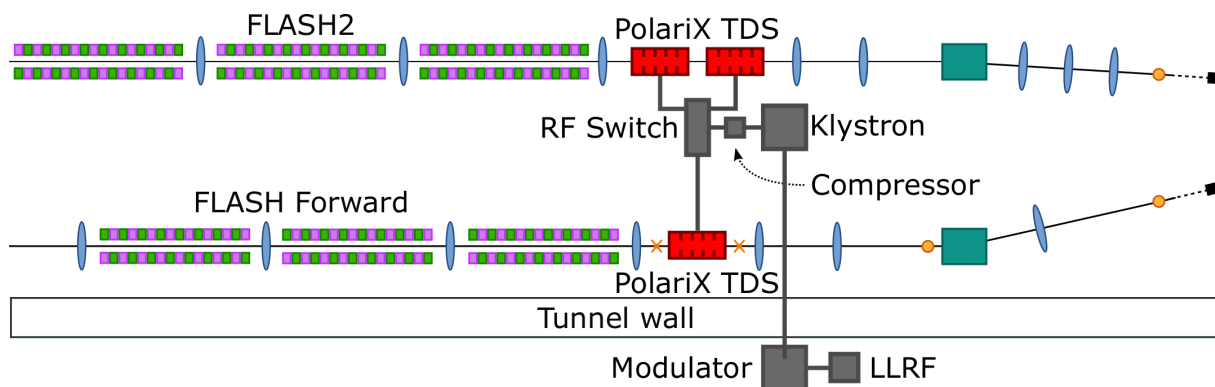 FLASH2
PolariX TDS
RF Switch
Klystron
Compressor
FLASH Forward
PolariX TDS
Tunnel wall
Modulator
LLRF